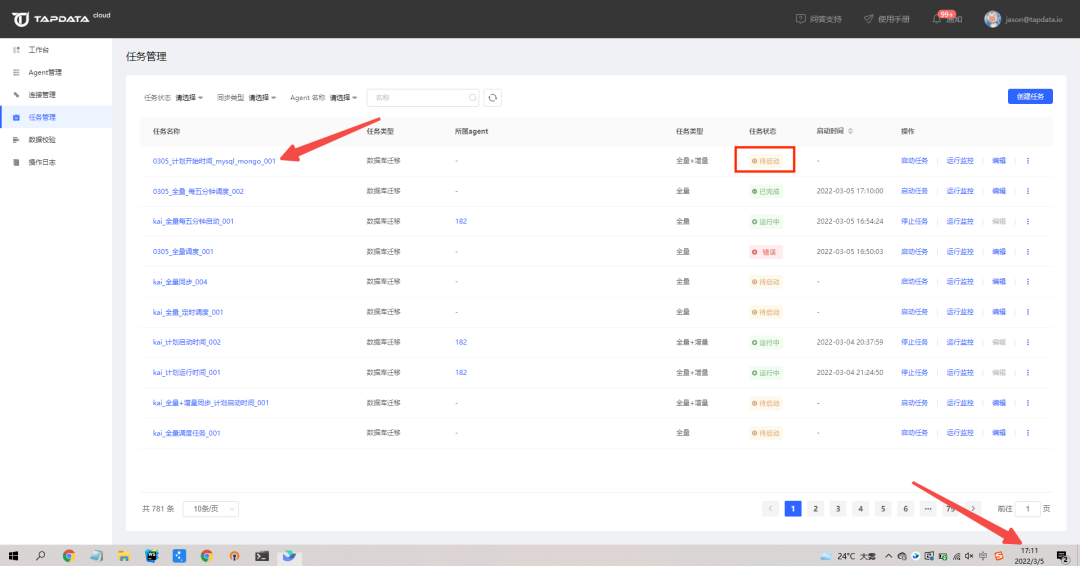 TAPDATA cloud
问答支持 使用手册 99+ 通知 jason@tapdata.io
工作台
Agent管理
连接管理
任务管理
数据校验
操作日志
任务管理
任务状态 请选择 同步类型 请选择 Agent 名称 请选择 名称 创建任务
任务名称 任务类型 所属agent 任务类型 任务状态 启动时间 操作
0305_计划开始时间_mysql_mongo_001 数据库迁移 - 全量+增量 待启动 - 启动任务 运行监控 编辑
0305_全量_每五分钟调度_002 数据库迁移 - 全量 已完成 2022-03-05 17:10:00 启动任务 运行监控 编辑
kai_全量每五分钟启动_001 数据库迁移 182 全量 运行中 2022-03-05 16:54:24 停止任务 运行监控 编辑
0305_全量调度_001 数据库迁移 - 全量 错误 2022-03-05 16:50:03 启动任务 运行监控 编辑
kai_全量同步_004 数据库迁移 - 全量 待启动 - 启动任务 运行监控 编辑
kai_全量_定时调度_001 数据库迁移 - 全量 待启动 - 启动任务 运行监控 编辑
kai_计划启动时间_002 数据库迁移 182 全量+增量 运行中 2022-03-04 20:37:59 停止任务 运行监控 编辑
kai_计划运行时间_001 数据库迁移 182 全量+增量 运行中 2022-03-04 21:24:50 停止任务 运行监控 编辑
kai_全量+增量同步_计划启动时间_001 数据库迁移 - 全量+增量 待启动 - 启动任务 运行监控 编辑
kai_全量调度任务_001 数据库迁移 - 全量 待启动 - 启动任务 运行监控 编辑
共 781 条 10条/页 1 2 3 4 5 6 ••• 79 前往 1 页
24°C 大雾 中 17:11
2022/3/5 2